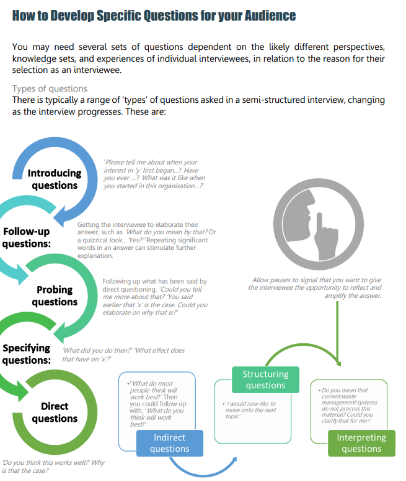 How to Develop Specific Questions for your Audience
You may need several sets of questions dependent on the likely different perspectives,
knowledge sets, and experiences of individual interviewees, in relation to the reason for their
selection as an interviewee.
Types of questions
There is typically a range of 'types' of questions asked in a semi-structured interview, changing
as the interview progresses. These are:
Introducing
questions
'Please tell me about when your
interest in 'y' first began...? Have
you ever ...? What was it like when
you started in this organisation...?
Follow-up
questions:
Getting the interviewee to elaborate their
answer, such as 'What do you mean by that? Or
a quizzical look.. 'Yes?' Repeating significant
words in an answer can stimulate further
explanation.
Probing
questions
Following up what has been said by
direct questioning. 'Could you tell
me more about that? 'You said
earlier that 'x' is the case. Could you
elaborate on why that is?'
Allow pauses to signal that you want to give
the interviewee the opportunity to reflect and
amplify the answer.
Specifying
questions:
'What did you do then?' 'What effect does
that have on 'x'?'
Direct
questions
'Do you think this works well?' Why
is that the case?'
• 'What do most
people think will
work best?' Then
you could follow up
with, 'What do you
think will work
best?'
Indirect
questions
Structuring
questions
• I would now like to
move onto the next
topic'
• Do you mean that
current waste
management systems
do not process this
material? Could you
clarify that for me?'
Interpreting
questions